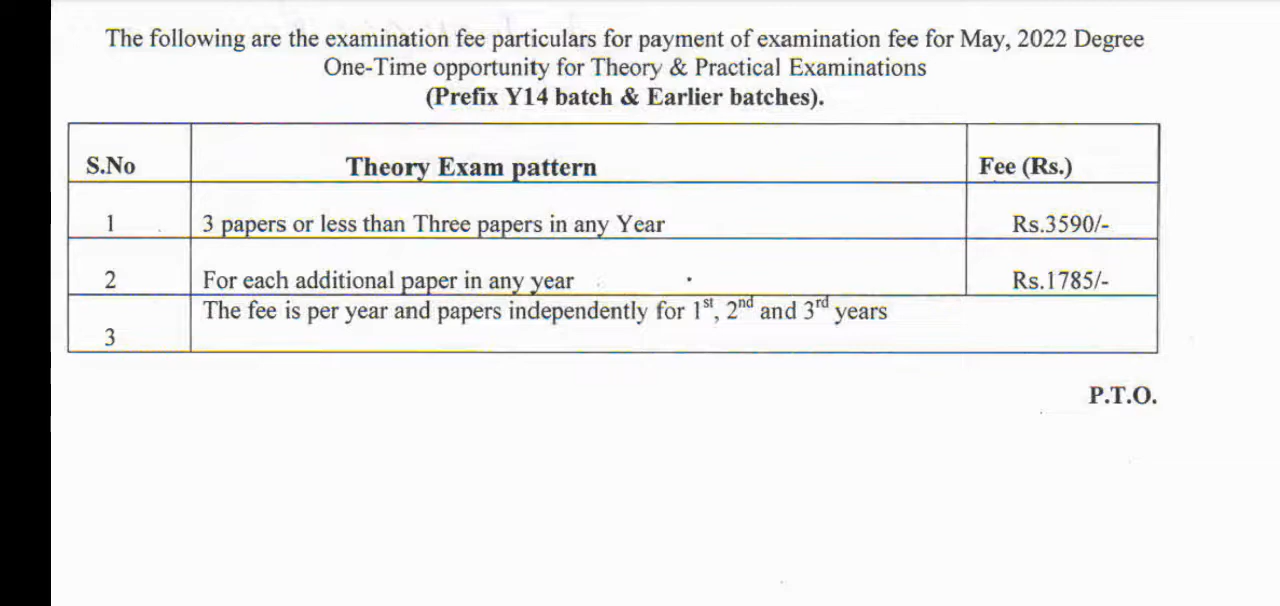 The following are the examination fee particulars for payment of examination fee for May, 2022 Degree
One-Time opportunity for Theory & Practical Examinations
(Prefix Y14 batch & Earlier batches).
S.No Theory Exam pattern Fee (Rs.)
1 3 papers or less than Three papers in any Year Rs.3590/-
2 For each additional paper in any year Rs.1785/-
3 The fee is per year and papers independently for 1st, 2nd and 3rd years
P.T.O.